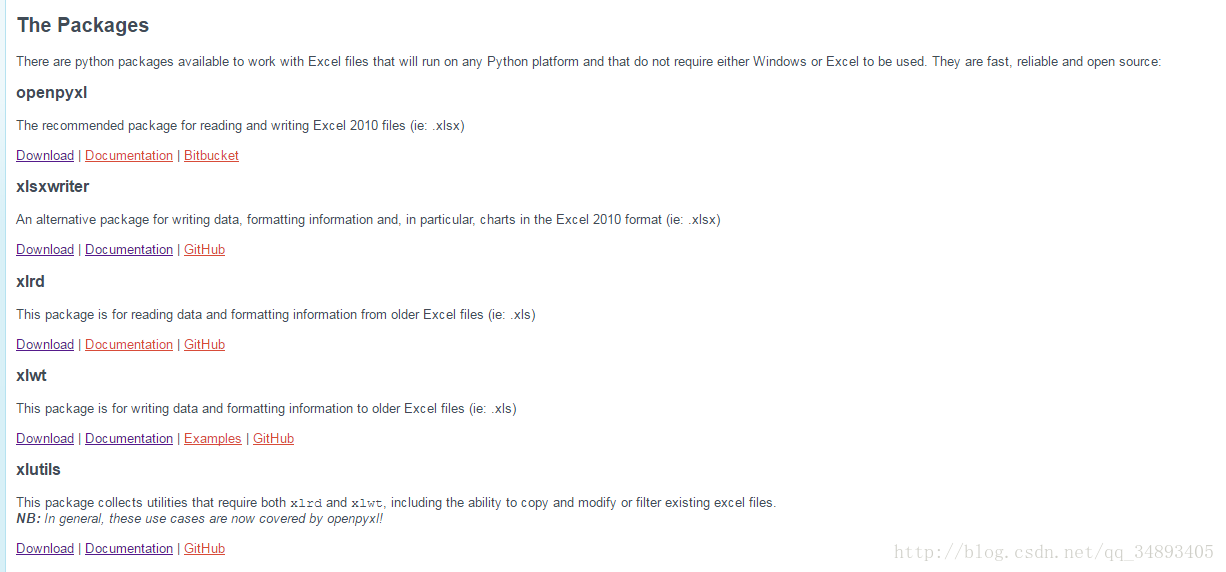 The Packages
There are python packages available to work with Excel files that will run on any Python platform and that do not require either Windows or Excel to be used. They are fast, reliable and open source:
openpyxl
The recommended package for reading and writing Excel 2010 files (ie: .xlsx)
Download | Documentation | Bitbucket
xlsxwriter
An alternative package for writing data, formatting information and, in particular, charts in the Excel 2010 format (ie: .xlsx)
Download | Documentation | GitHub
xlrd
This package is for reading data and formatting information from older Excel files (ie: .xls)
Download | Documentation | GitHub
xlwt
This package is for writing data and formatting information to older Excel files (ie: .xls)
Download | Documentation | Examples | GitHub
xlutils
This package collects utilities that require both xlrd and xlwt, including the ability to copy and modify or filter existing excel files.
NB: In general, these use cases are now covered by openpyxl!
Download | Documentation | GitHub
http://blog.csdn.net/qq_34893405